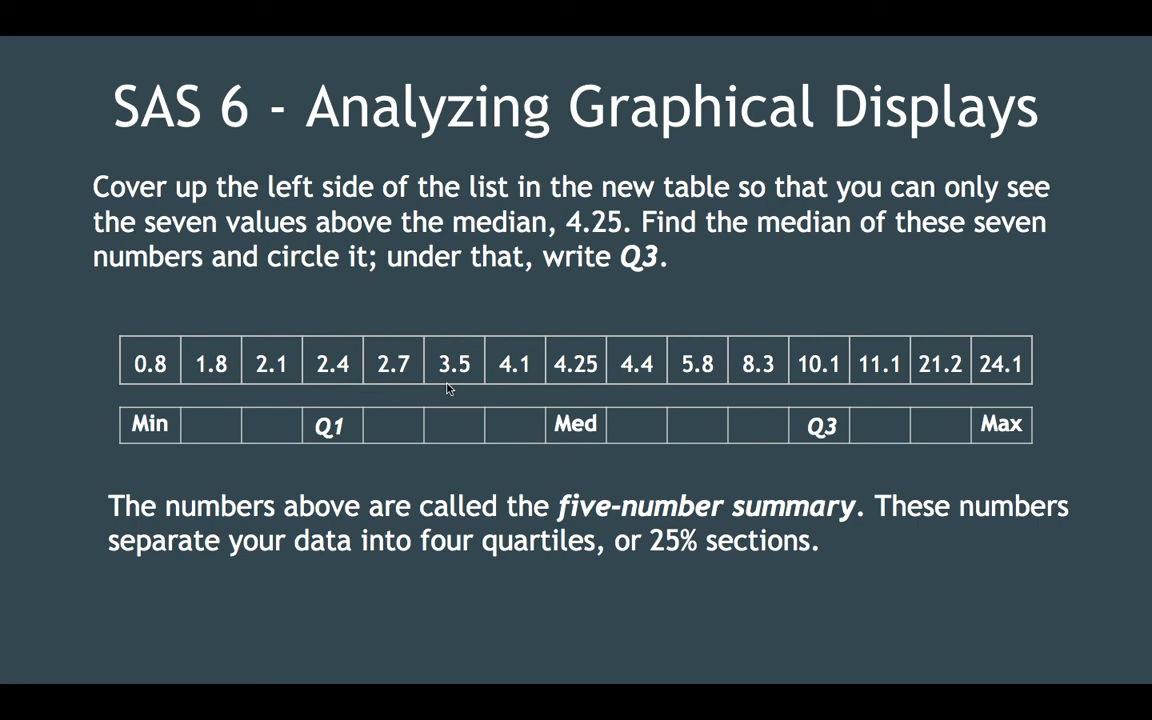 SAS 6 - Analyzing Graphical Displays
Cover up the left side of the list in the new table so that you can only see
the seven values above the median, 4.25. Find the median of these seven
numbers and circle it; under that, write Q3.
0.8 1.8 2.1 2.4 2.7 3.5 4.1 4.25 4.4 5.8 8.3 10.1 11.1 21.2 24.1
Min Q1 Med Q3 Max
The numbers above are called the five-number summary. These numbers
separate your data into four quartiles, or 25% sections.